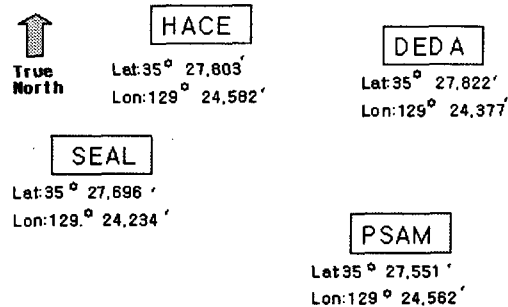 HACE
Lat:35° 27,803′
Lon:129° 24,582′
DEDA
Lat:35° 27,822′
Lon:129° 24,377′
True
North
SEAL
Lat:35° 27,696 ′
Lon:129.° 24,234 ′
PSAM
Lat35 ° 27,551 ′
Lon:129 ° 24,562′